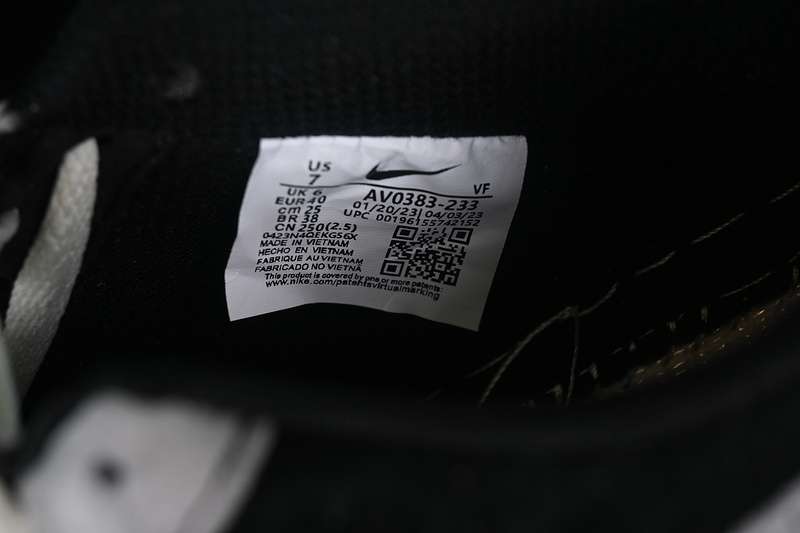 US
7
UK 6
EUR 40
cm 25
BR 38
CN 250(2.5)
VF
AV0383-233
01/20/23 04/03/23
UPC 00196155742152
0423N4QEKG56X
MADE IN VIETNAM
HECHO EN VIETNAM
FABRIQUE AU VIETNAM
FABRICADO NO VIETNÃ
This product is covered by one or more patents:
www.nike.com/patentsvirtualmarking